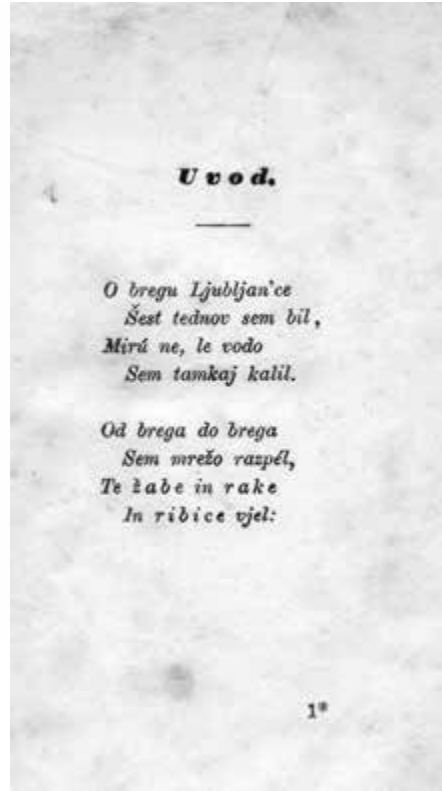 Uvod.
O bregu Ljubljan'ce
Šest tednov sem bil,
Mirú ne, le vodo
Sem tamkaj kalil.
Od brega do brega
Sem mrežo razpél,
Te žabe in rake
In ribice vjel:
1*